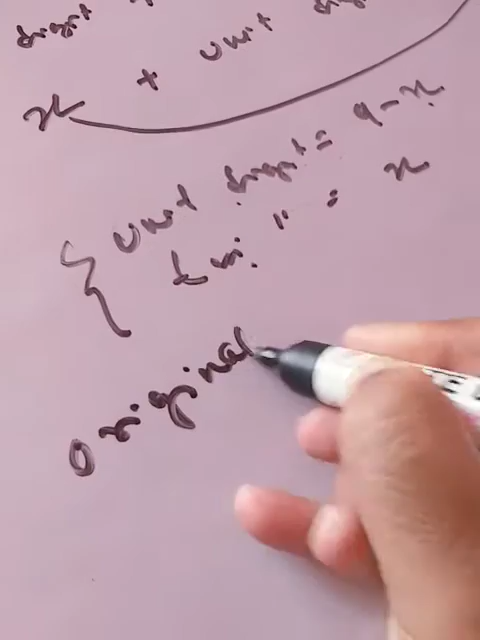 digit + digit
x + unit
{ unit digit = 9-x
ten " = x
original